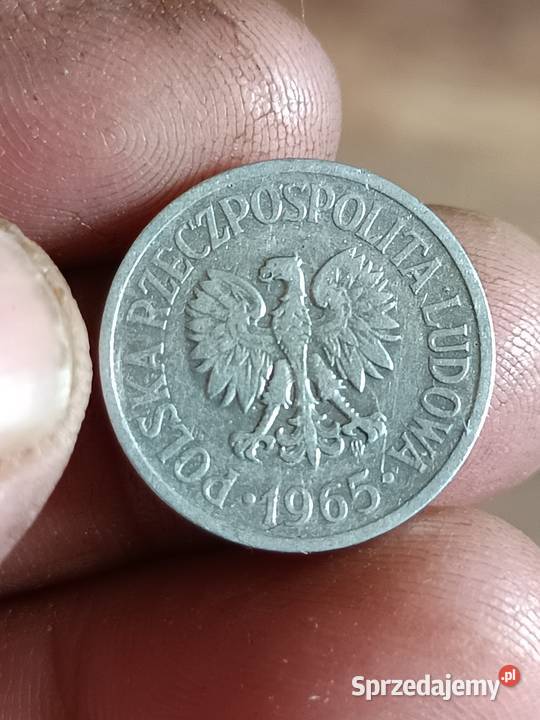 POLSKA RZECZPOSPOLITA LUDOWA
· 1965 ·
Sprzedajemy.pl